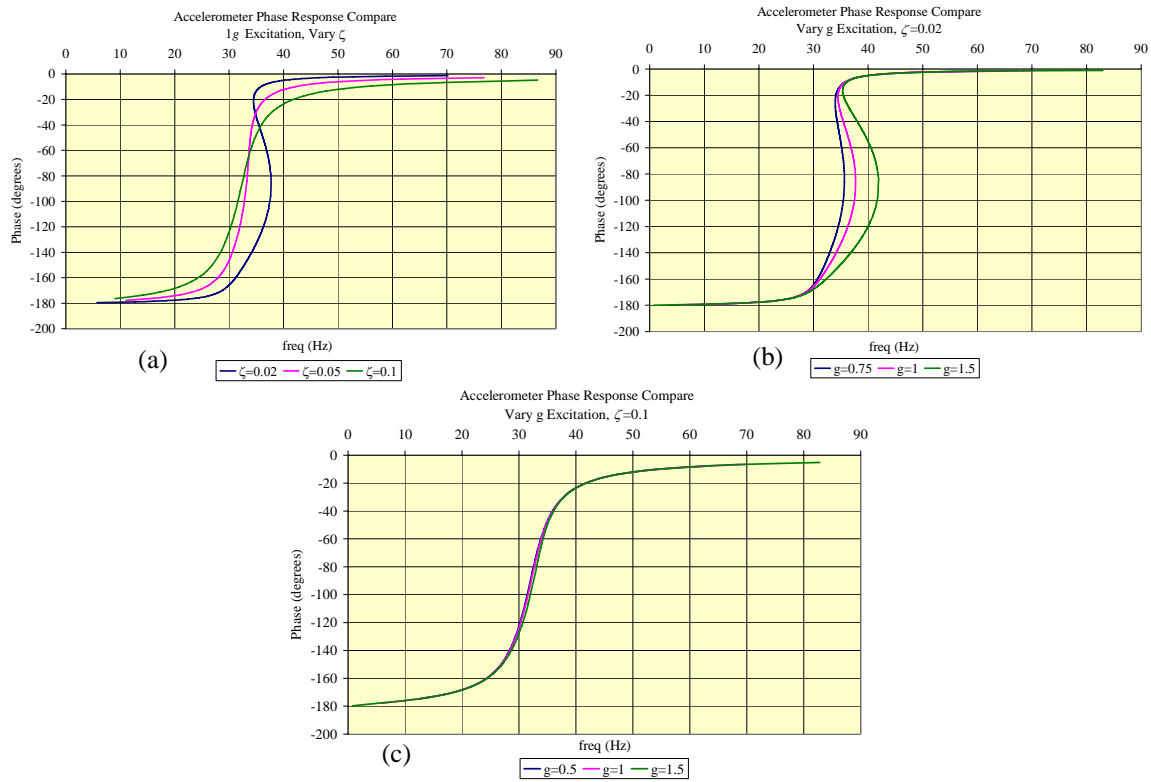 Accelerometer Phase Response Compare
1g Excitation, Vary ζ
0 10 20 30 40 50 60 70 80 90
0
-20
-40
-60
-80
-100
-120
-140
-160
-180
-200
Phase (degrees)
freq (Hz)
(a)
ζ=0.02 ζ=0.05 ζ=0.1
Accelerometer Phase Response Compare
Vary g Excitation, ζ=0.02
0 10 20 30 40 50 60 70 80 90
0
-20
-40
-60
-80
-100
-120
-140
-160
-180
-200
Phase (degrees)
freq (Hz)
(b)
g=0.75 g=1 g=1.5
Accelerometer Phase Response Compare
Vary g Excitation, ζ=0.1
0 10 20 30 40 50 60 70 80 90
0
-20
-40
-60
-80
-100
-120
-140
-160
-180
-200
Phase (degrees)
freq (Hz)
(c)
g=0.5 g=1 g=1.5